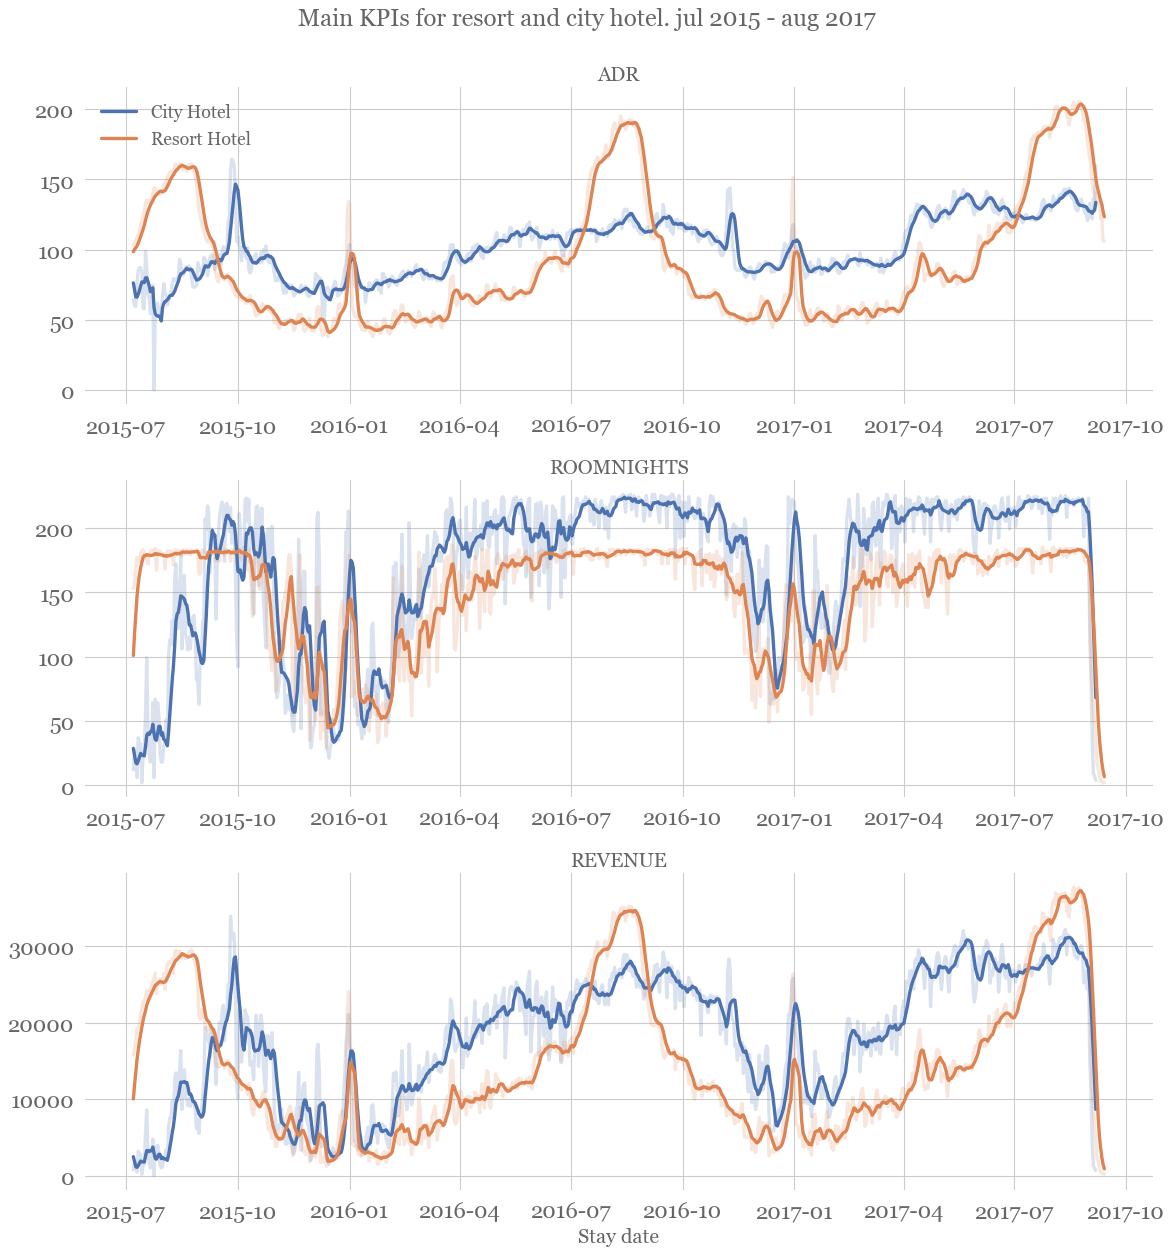 Main KPIs for resort and city hotel. jul 2015 - aug 2017
ADR
City Hotel
Resort Hotel
200
150
100
50
0
2015-07 2015-10 2016-01 2016-04 2016-07 2016-10 2017-01 2017-04 2017-07 2017-10
ROOMNIGHTS
200
150
100
50
0
2015-07 2015-10 2016-01 2016-04 2016-07 2016-10 2017-01 2017-04 2017-07 2017-10
REVENUE
30000
20000
10000
0
2015-07 2015-10 2016-01 2016-04 2016-07 2016-10 2017-01 2017-04 2017-07 2017-10
Stay date